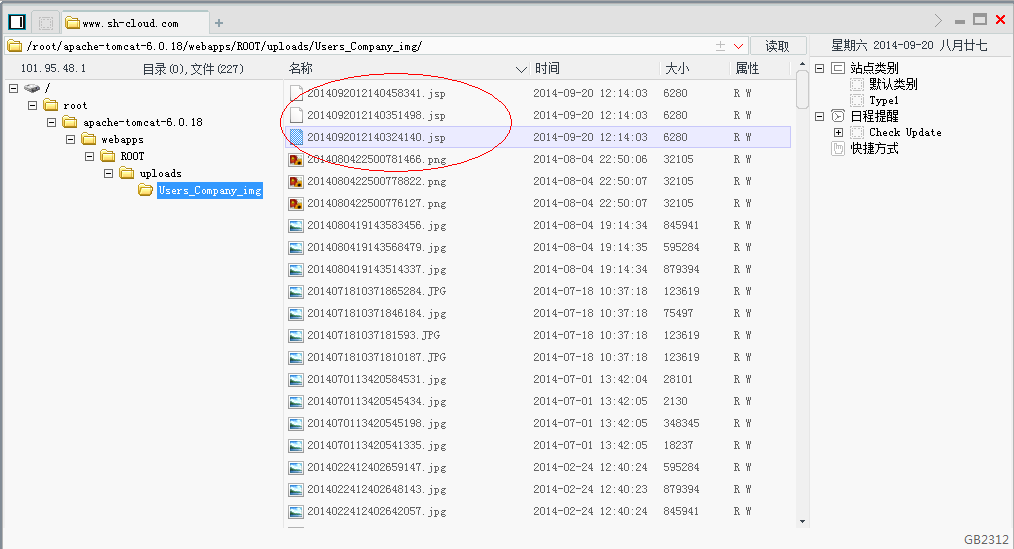 www.sh-cloud.com
/root/apache-tomcat-6.0.18/webapps/ROOT/uploads/Users_Company_img/ 读取 星期六 2014-09-20 八月廿七
101.95.48.1 目录(0),文件(227) 名称 时间 大小 属性
/
root
apache-tomcat-6.0.18
webapps
ROOT
uploads
Users_Company_img
2014092012140458341.jsp 2014-09-20 12:14:03 6280 R W
2014092012140351498.jsp 2014-09-20 12:14:03 6280 R W
2014092012140324140.jsp 2014-09-20 12:14:03 6280 R W
2014080422500781466.png 2014-08-04 22:50:06 32105 R W
2014080422500778822.png 2014-08-04 22:50:07 32105 R W
2014080422500776127.png 2014-08-04 22:50:07 32105 R W
2014080419143583456.jpg 2014-08-04 19:14:34 845941 R W
2014080419143568479.jpg 2014-08-04 19:14:35 595284 R W
2014080419143514337.jpg 2014-08-04 19:14:34 879394 R W
2014071810371865284.JPG 2014-07-18 10:37:18 123619 R W
2014071810371846184.jpg 2014-07-18 10:37:18 75497 R W
201407181037181593.JPG 2014-07-18 10:37:18 123619 R W
2014071810371810187.JPG 2014-07-18 10:37:18 123619 R W
2014070113420584531.jpg 2014-07-01 13:42:04 28101 R W
2014070113420545434.jpg 2014-07-01 13:42:05 2130 R W
2014070113420545198.jpg 2014-07-01 13:42:05 348345 R W
2014070113420541335.jpg 2014-07-01 13:42:05 18237 R W
2014022412402659147.jpg 2014-02-24 12:40:24 595284 R W
2014022412402648143.jpg 2014-02-24 12:40:23 879394 R W
2014022412402642057.jpg 2014-02-24 12:40:24 845941 R W
站点类别
默认类别
Type1
日程提醒
Check Update
快捷方式
GB2312